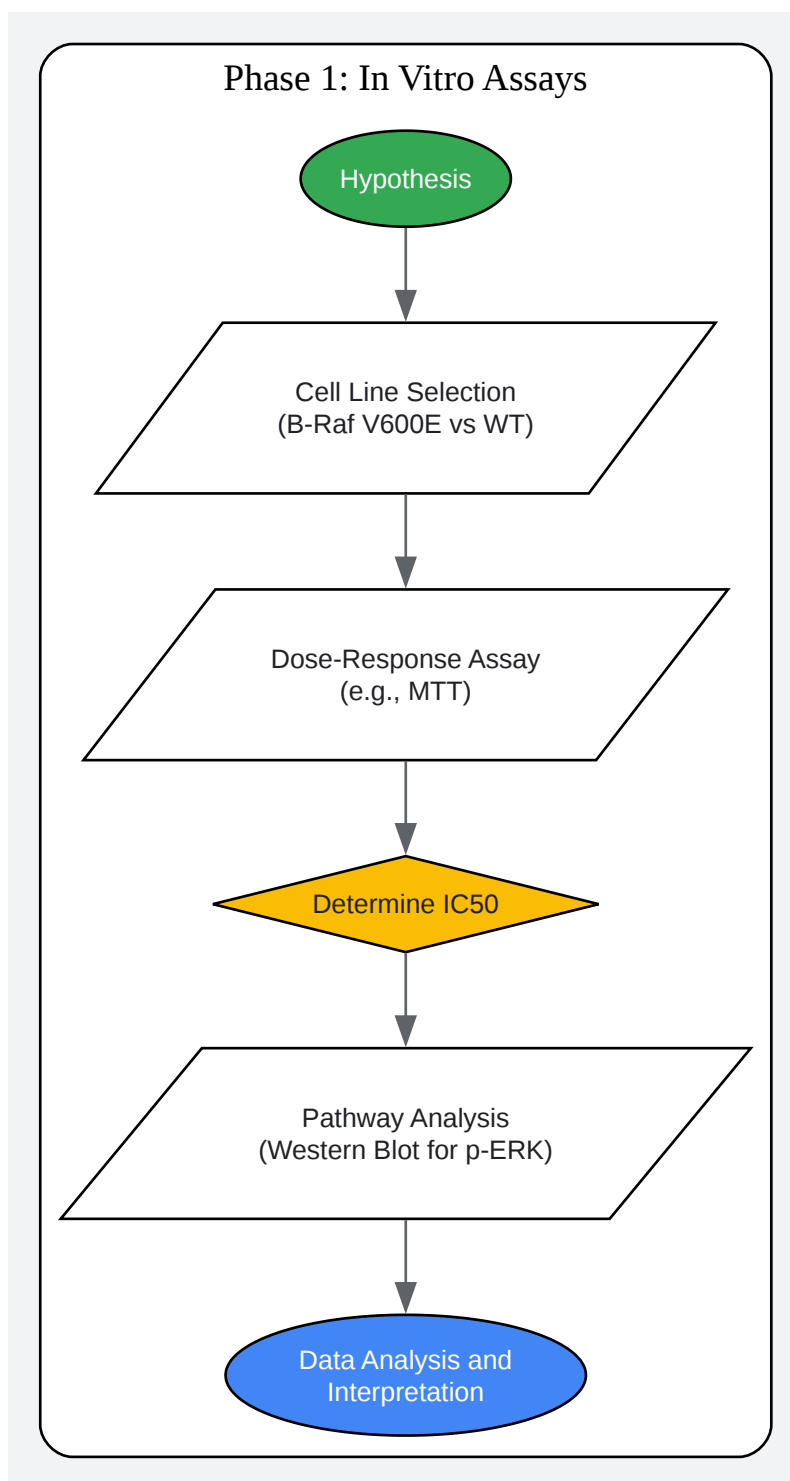 Phase 1: In Vitro Assays
Hypothesis
Cell Line Selection
(B-Raf V600E vs WT)
Dose-Response Assay
(e.g., MTT)
Determine IC50
Pathway Analysis
(Western Blot for p-ERK)
Data Analysis and
Interpretation